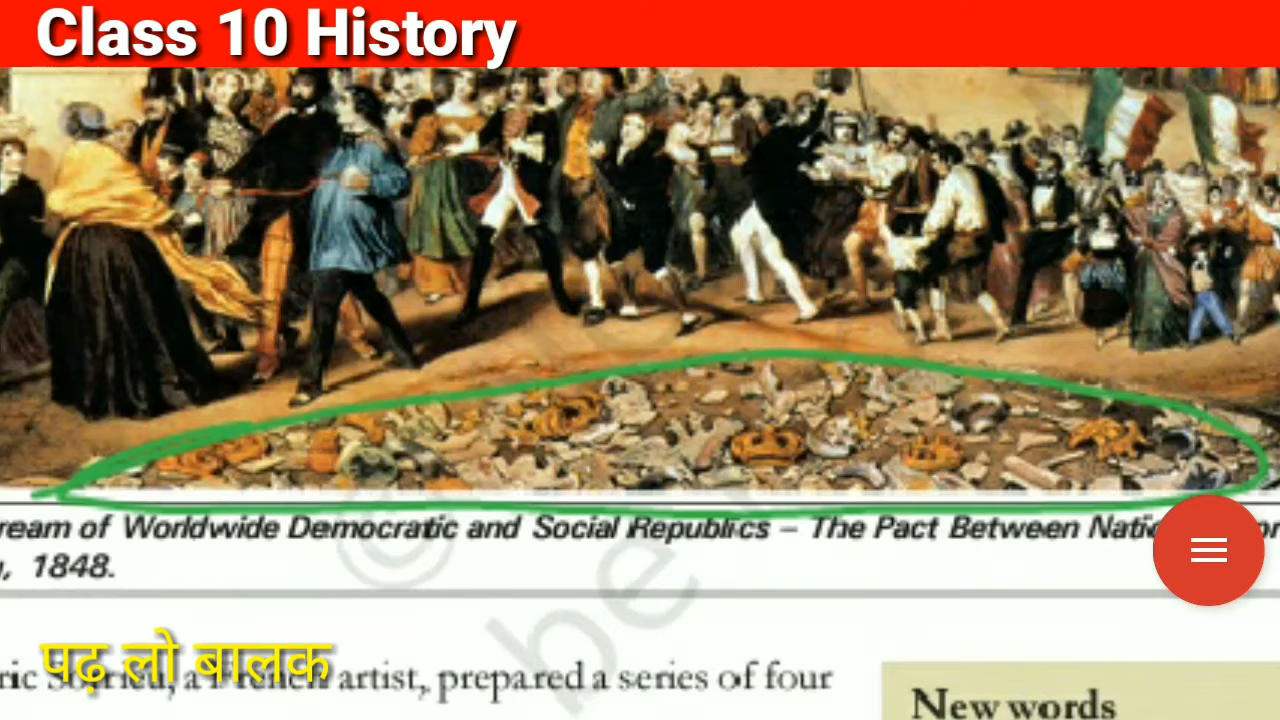 Class 10 History
ream of Worldwide Democratic and Social Republics – The Pact Between
, 1848.
पढ़ लो बालक
ric Sorrieu, a French artist, prepared a series of four
New words
be